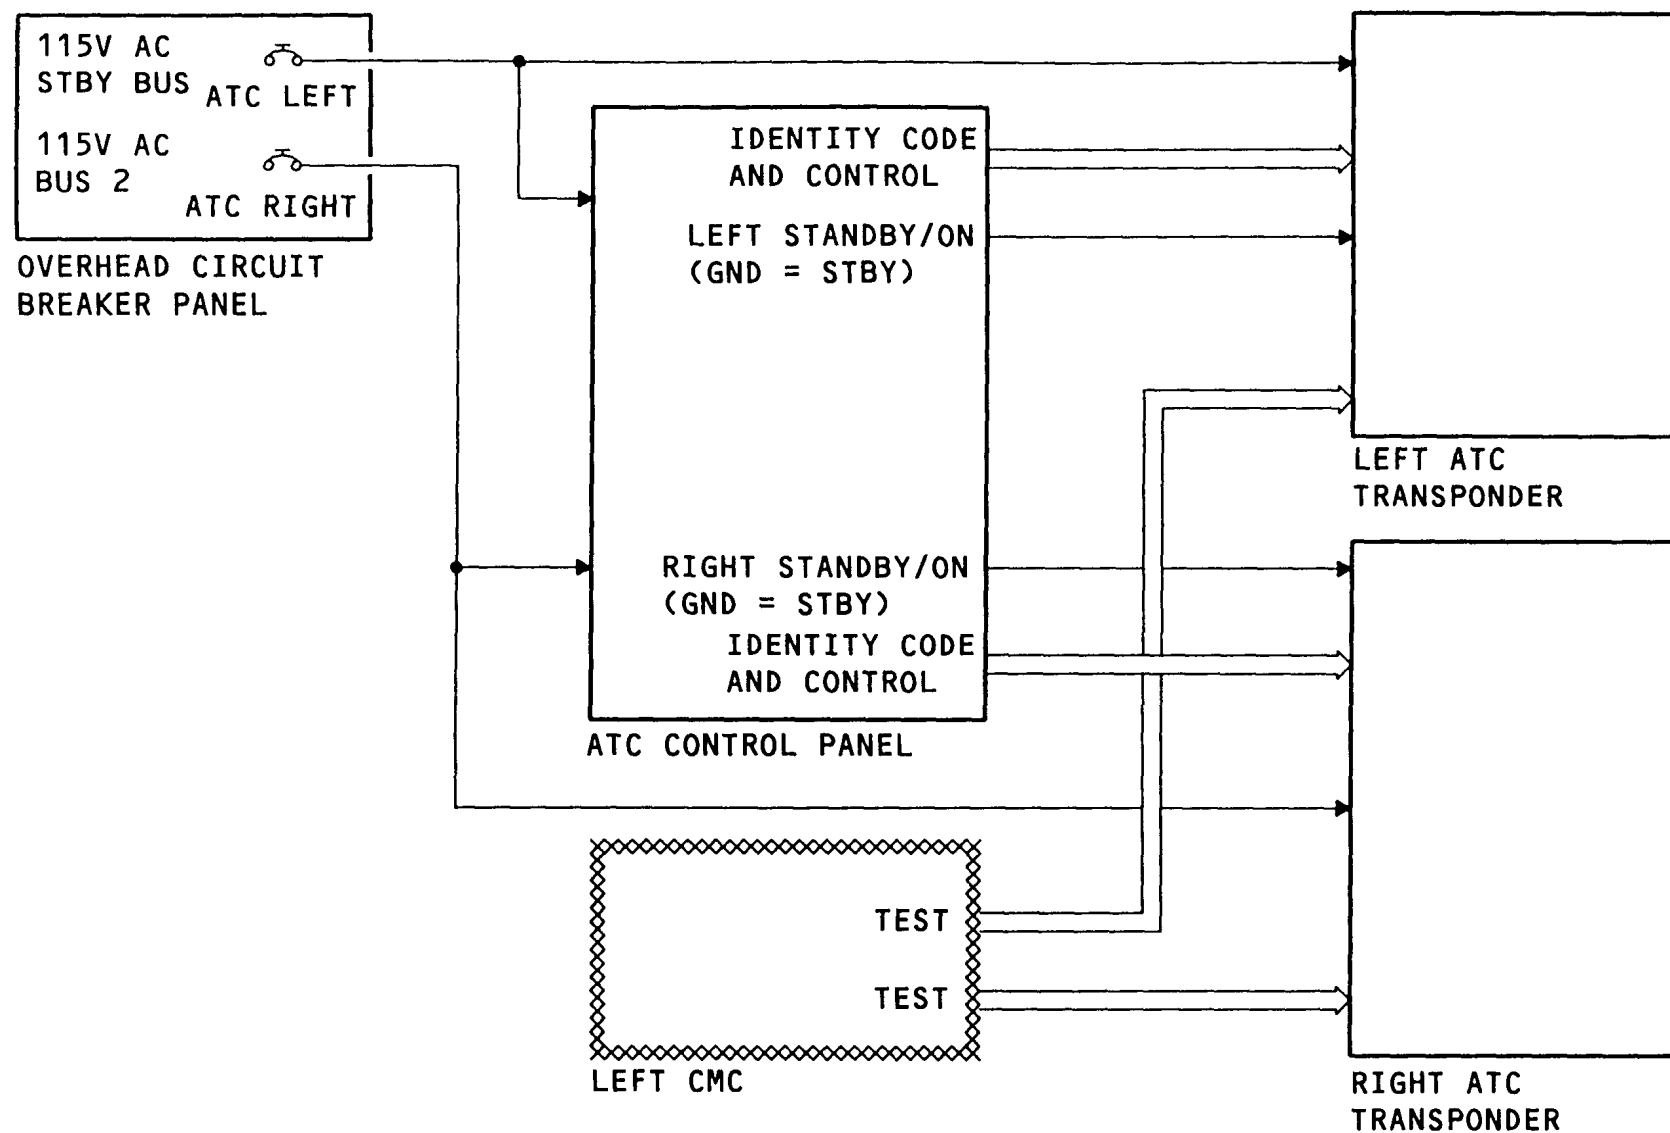 115V AC
STBY BUS
ATC LEFT
115V AC
BUS 2
ATC RIGHT
OVERHEAD CIRCUIT
BREAKER PANEL
IDENTITY CODE
AND CONTROL
LEFT STANDBY/ON
(GND = STBY)
RIGHT STANDBY/ON
(GND = STBY)
IDENTITY CODE
AND CONTROL
ATC CONTROL PANEL
LEFT ATC
TRANSPONDER
TEST
TEST
LEFT CMC
RIGHT ATC
TRANSPONDER